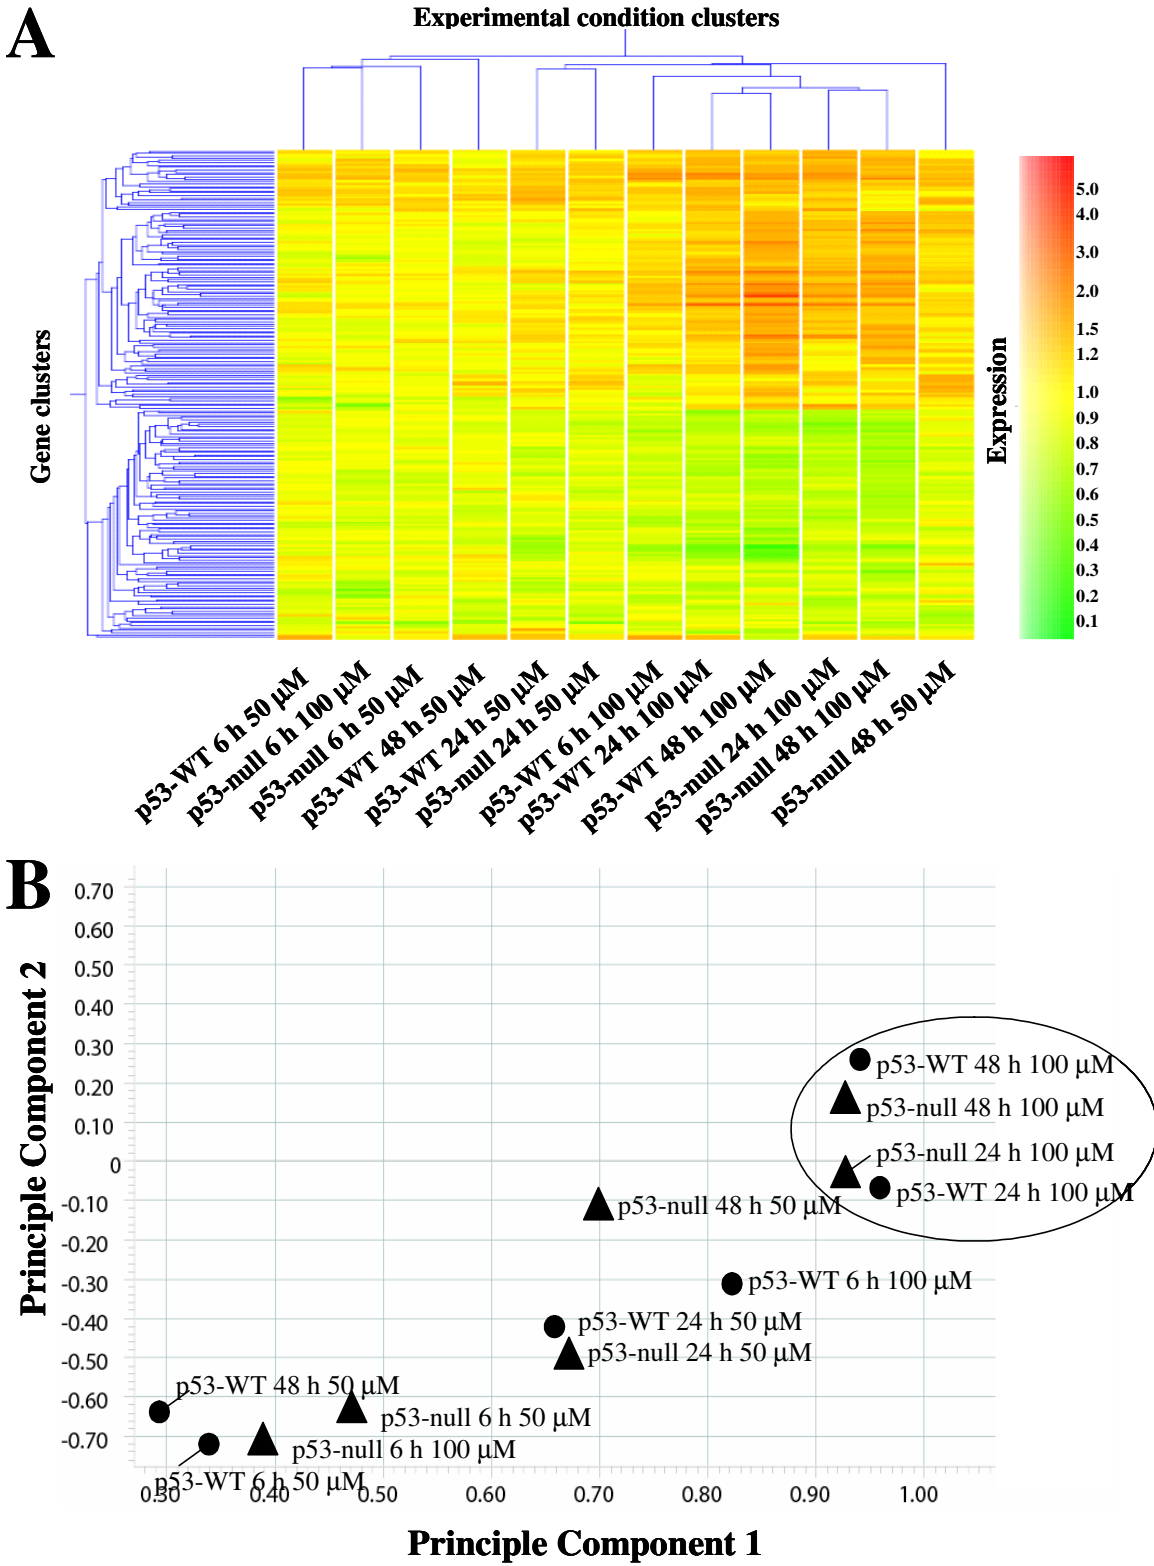 A
Experimental condition clusters
Gene clusters
5.0
4.0
3.0
2.0
1.5
1.2
1.0
0.9
0.8
0.7
0.6
0.5
0.4
0.3
0.2
0.1
Expression
p53-WT 6 h 50 µM
p53-null 6 h 100 µM
p53-null 6 h 50 µM
p53-WT 48 h 50 µM
p53-WT 24 h 50 µM
p53-null 24 h 50 µM
p53-WT 6 h 100 µM
p53-WT 24 h 100 µM
p53-WT 48 h 100 µM
p53-null 24 h 100 µM
p53-null 48 h 100 µM
p53-null 48 h 50 µM
B
Principle Component 2
0.70
0.60
0.50
0.40
0.30
0.20
0.10
0
-0.10
-0.20
-0.30
-0.40
-0.50
-0.60
-0.70
p53-WT 48 h 100 µM
p53-null 48 h 100 µM
p53-null 24 h 100 µM
p53-WT 24 h 100 µM
p53-null 48 h 50 µM
p53-WT 6 h 100 µM
p53-WT 24 h 50 µM
p53-null 24 h 50 µM
p53-WT 48 h 50 µM
p53-null 6 h 50 µM
p53-null 6 h 100 µM
p53-WT 6 h 50 µM
0.30 0.40 0.50 0.60 0.70 0.80 0.90 1.00
Principle Component 1